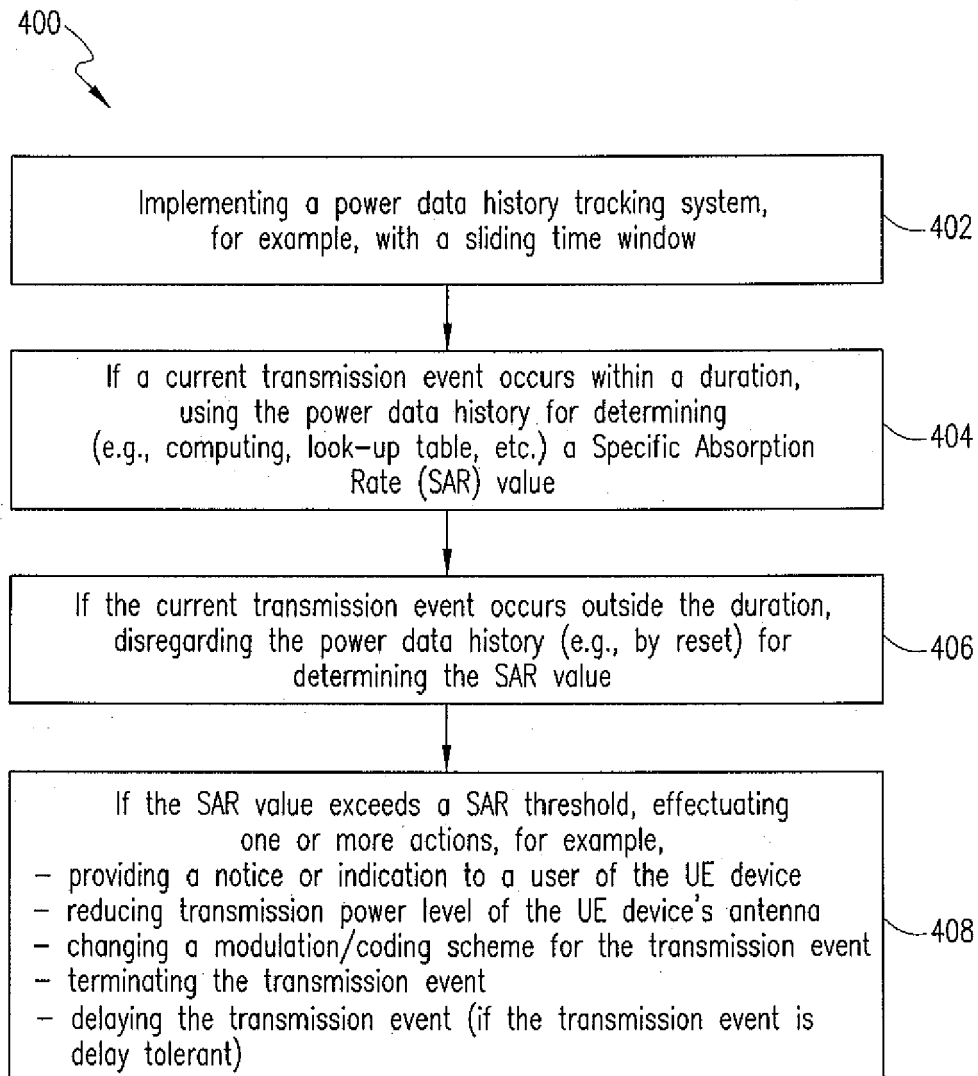 400
Implementing a power data history tracking system,
for example, with a sliding time window
402
If a current transmission event occurs within a duration,
using the power data history for determining
(e.g., computing, look-up table, etc.) a Specific Absorption
Rate (SAR) value
404
If the current transmission event occurs outside the duration,
disregarding the power data history (e.g., by reset) for
determining the SAR value
406
If the SAR value exceeds a SAR threshold, effectuating
one or more actions, for example,
– providing a notice or indication to a user of the UE device
– reducing transmission power level of the UE device's antenna
– changing a modulation/coding scheme for the transmission event
– terminating the transmission event
– delaying the transmission event (if the transmission event is
delay tolerant)
408